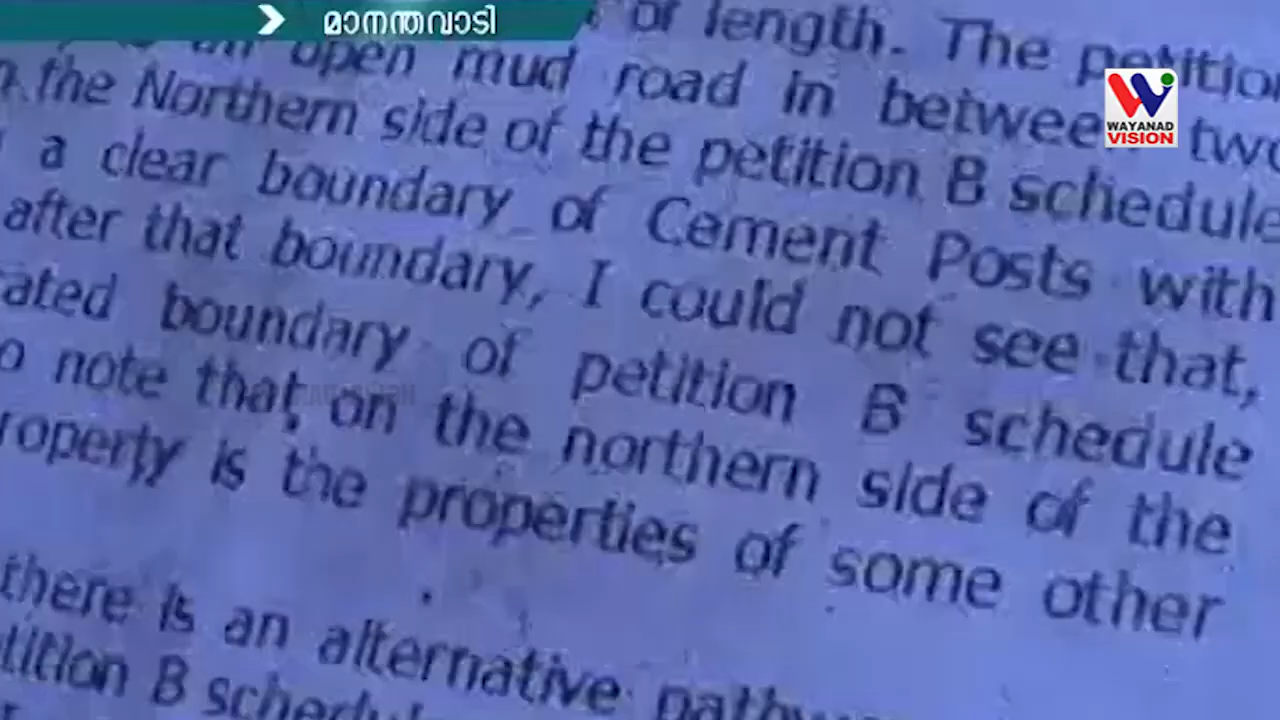 മാനന്തവാടി
of length. The petition
open mud road in between two
the Northern side of the petition B schedule
a clear boundary of Cement Posts with
after that boundary, I could not see that,
boundary of petition B schedule
note that, on the northern side of the
is the properties of some other
there is an alternative
B
WAYANAD
VISION